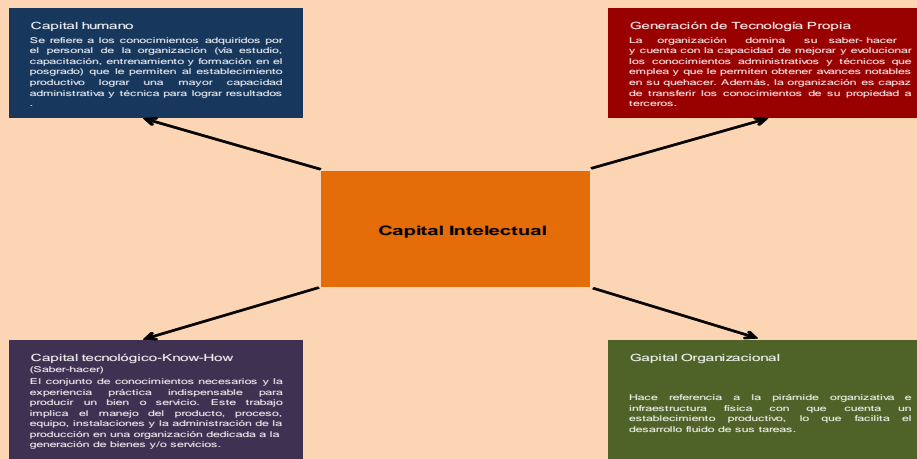 Capital humano
Se refiere a los conocimientos adquiridos por
el personal de la organización (vía estudio,
capacitación, entrenamiento y formación en el
posgrado) que le permiten al establecimiento
productivo lograr una mayor capacidad
administrativa y técnica para lograr resultados
.
Generación de Tecnología Propia
La organización domina su saber- hacer
y cuenta con la capacidad de mejorar y evolucionar
los conocimientos administrativos y técnicos que
emplea y que le permiten obtener avances notables
en su quehacer. Además, la organización es capaz
de transferir los conocimientos de su propiedad a
terceros.
Capital Intelectual
Capital tecnológico-Know-How
(Saber-hacer)
El conjunto de conocimientos necesarios y la
experiencia práctica indispensable para
producir un bien o servicio. Este trabajo
implica el manejo del producto, proceso,
equipo, instalaciones y la administración de la
producción en una organización dedicada a la
generación de bienes y/o servicios.
Gapital Organizacional
Hace referencia a la pirámide organizativa e
infraestructura física con que cuenta un
establecimiento productivo, lo que facilita el
desarrollo fluido de sus tareas.